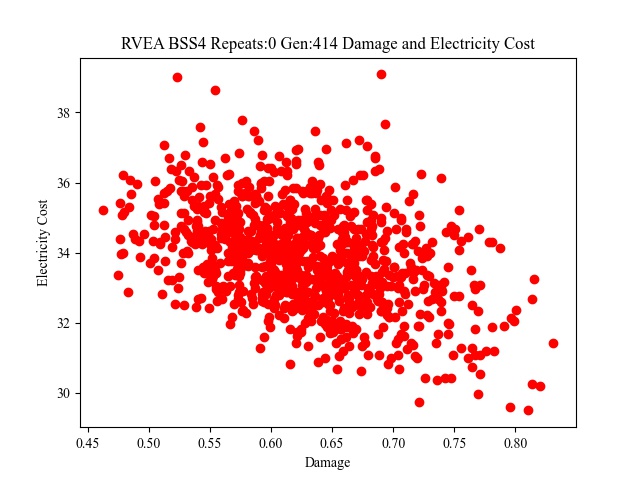 RVEA BSS4 Repeats:0 Gen:414 Damage and Electricity Cost
38
36
34
32
30
Electricity Cost
0.45 0.50 0.55 0.60 0.65 0.70 0.75 0.80
Damage